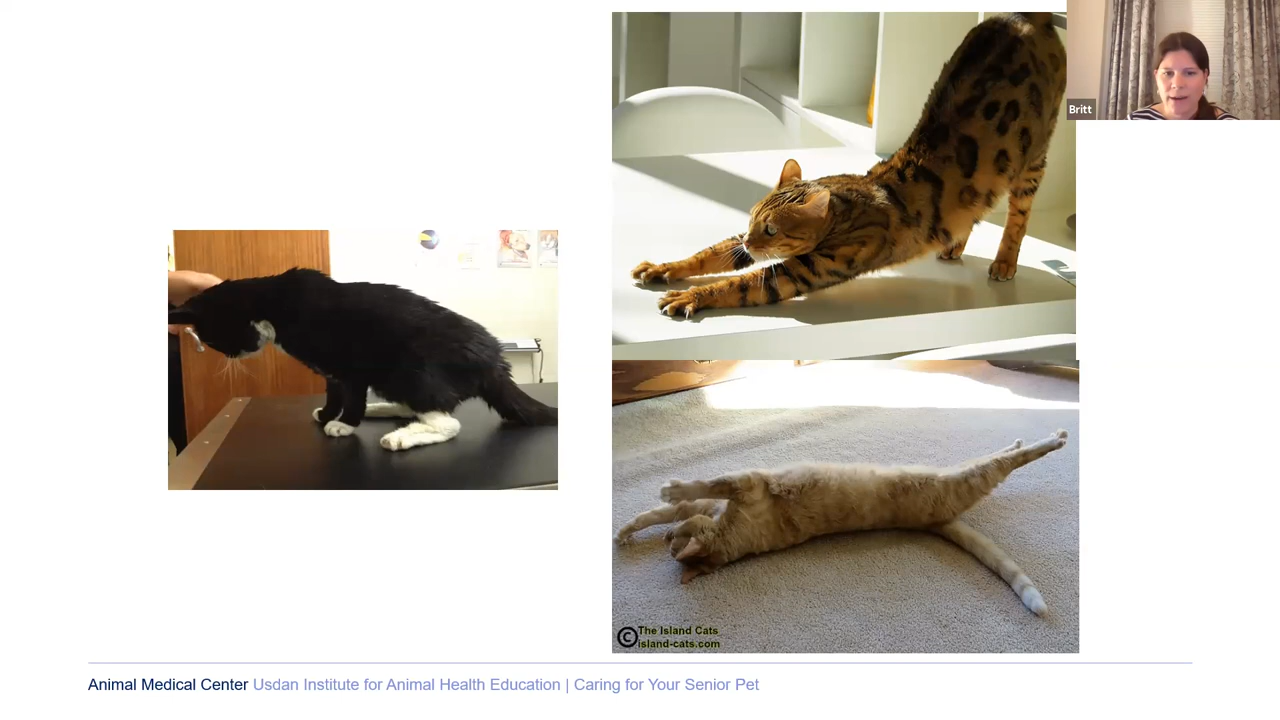 Britt
The Island Cats
island-cats.com
Animal Medical Center Usdan Institute for Animal Health Education | Caring for Your Senior Pet